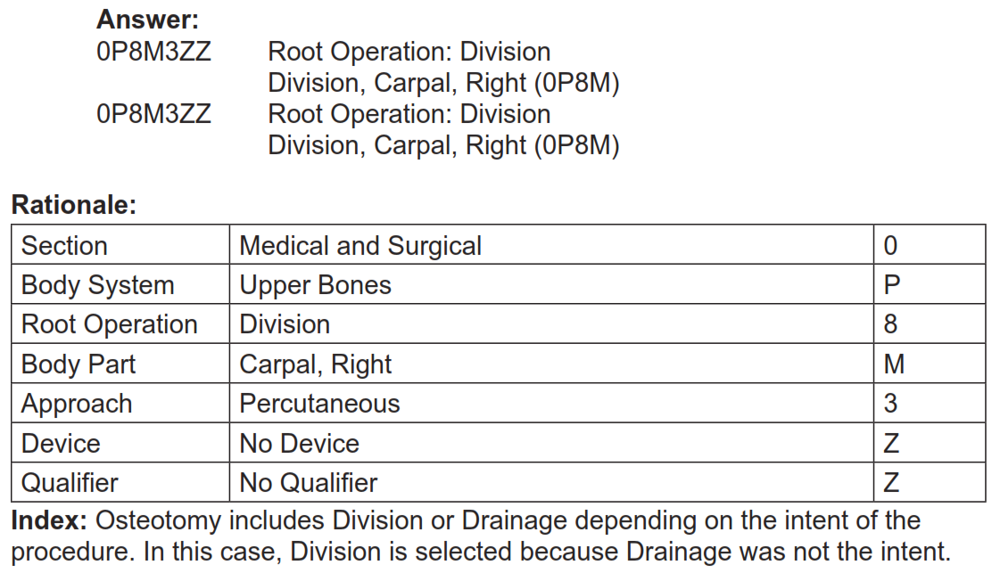 Answer:
0P8M3ZZ Root Operation: Division
Division, Carpal, Right (0P8M)
0P8M3ZZ Root Operation: Division
Division, Carpal, Right (0P8M)
Rationale:
Section Medical and Surgical 0
Body System Upper Bones P
Root Operation Division 8
Body Part Carpal, Right M
Approach Percutaneous 3
Device No Device Z
Qualifier No Qualifier Z
Index: Osteotomy includes Division or Drainage depending on the intent of the
procedure. In this case, Division is selected because Drainage was not the intent.